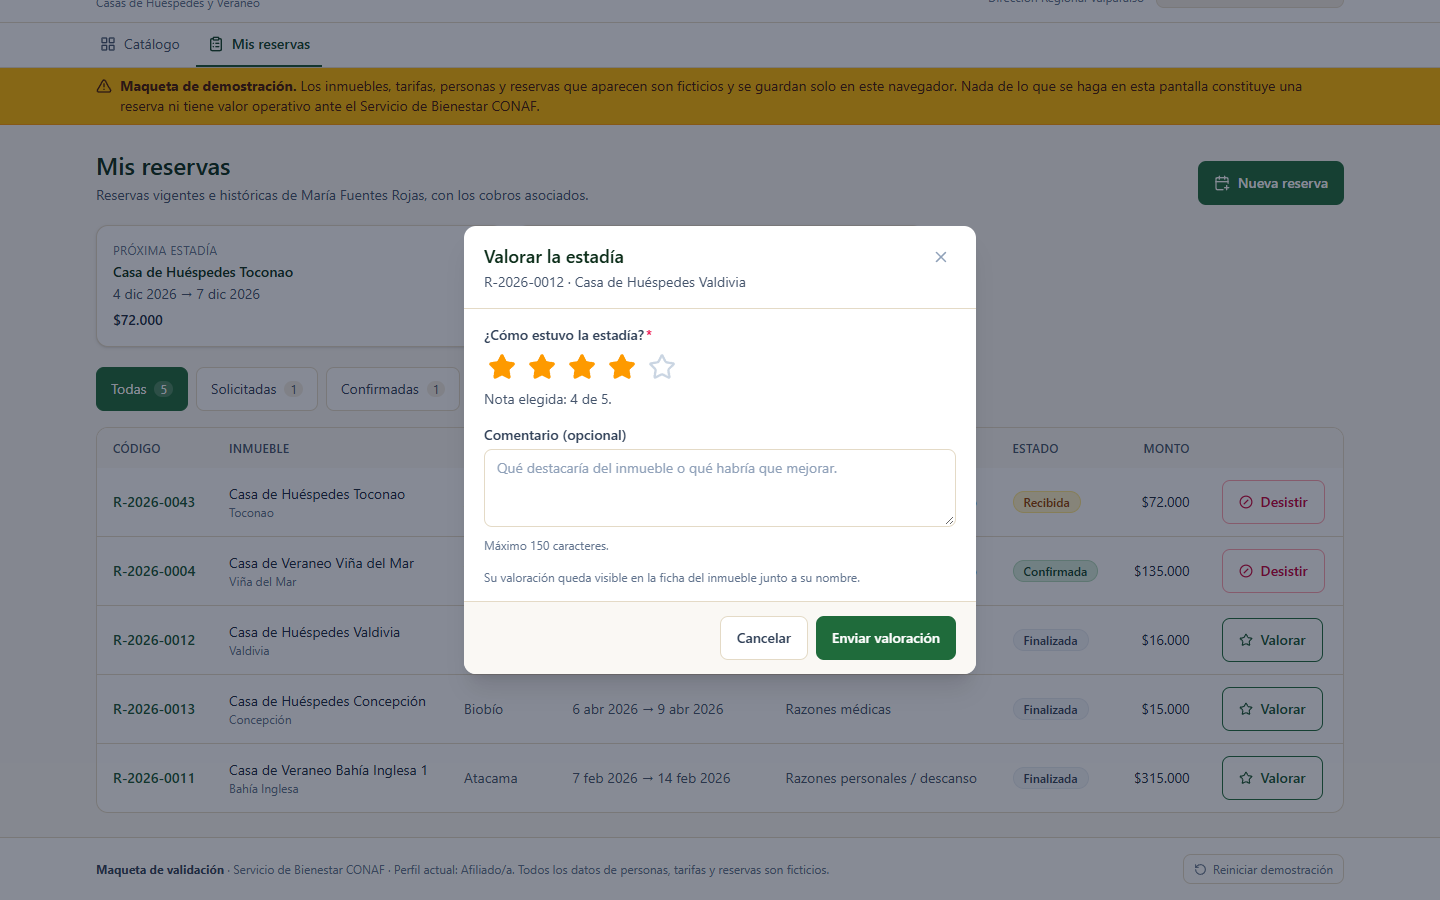 Casas de Huéspedes y Veraneo
Dirección Regional Valparaíso
Catálogo
Mis reservas
Maqueta de demostración. Los inmuebles, tarifas, personas y reservas que aparecen son ficticios y se guardan solo en este navegador. Nada de lo que se haga en esta pantalla constituye una
reserva ni tiene valor operativo ante el Servicio de Bienestar CONAF.
Mis reservas
Reservas vigentes e históricas de María Fuentes Rojas, con los cobros asociados.
Nueva reserva
PRÓXIMA ESTADÍA
Casa de Huéspedes Toconao
4 dic 2026 → 7 dic 2026
$72.000
Todas 5
Solicitadas 1
Confirmadas 1
Valorar la estadía
R-2026-0012 · Casa de Huéspedes Valdivia
¿Cómo estuvo la estadía?*
Nota elegida: 4 de 5.
Comentario (opcional)
Qué destacaría del inmueble o qué habría que mejorar.
Máximo 150 caracteres.
Su valoración queda visible en la ficha del inmueble junto a su nombre.
Cancelar
Enviar valoración
CÓDIGO INMUEBLE ESTADO MONTO
R-2026-0043 Casa de Huéspedes Toconao Recibida $72.000 Desistir
Toconao
R-2026-0004 Casa de Veraneo Viña del Mar Confirmada $135.000 Desistir
Viña del Mar
R-2026-0012 Casa de Huéspedes Valdivia Finalizada $16.000 Valorar
Valdivia
R-2026-0013 Casa de Huéspedes Concepción Biobío 6 abr 2026 → 9 abr 2026 Razones médicas Finalizada $15.000 Valorar
Concepción
R-2026-0011 Casa de Veraneo Bahía Inglesa 1 Atacama 7 feb 2026 → 14 feb 2026 Razones personales / descanso Finalizada $315.000 Valorar
Bahía Inglesa
Maqueta de validación · Servicio de Bienestar CONAF · Perfil actual: Afiliado/a. Todos los datos de personas, tarifas y reservas son ficticios.
Reiniciar demostración